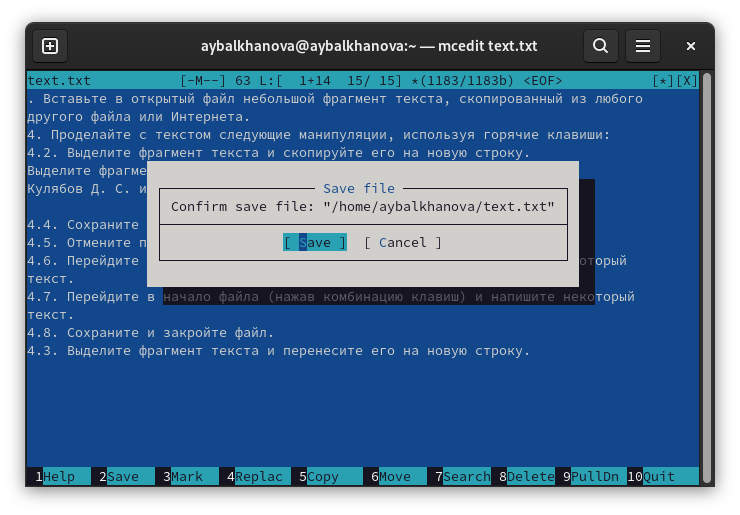 aybalkhanova@aybalkhanova:~ — mcedit text.txt
text.txt [-M--] 63 L:[ 1+14 15/ 15] *(1183/1183b) <EOF> [*][X]
. Вставьте в открытый файл небольшой фрагмент текста, скопированный из любого
другого файла или Интернета.
4. Проделайте с текстом следующие манипуляции, используя горячие клавиши:
4.2. Выделите фрагмент текста и скопируйте его на новую строку.
Выделите фрагме
Кулябов Д. С. и
Save file
Confirm save file: "/home/aybalkhanova/text.txt"
[ Save ] [ Cancel ]
4.4. Сохраните
4.5. Отмените п
4.6. Перейдите оторый
текст.
4.7. Перейдите в начало файла (нажав комбинацию клавиш) и напишите некоторый
текст.
4.8. Сохраните и закройте файл.
4.3. Выделите фрагмент текста и перенесите его на новую строку.
1Help 2Save 3Mark 4Replac 5Copy 6Move 7Search 8Delete 9PullDn 10Quit